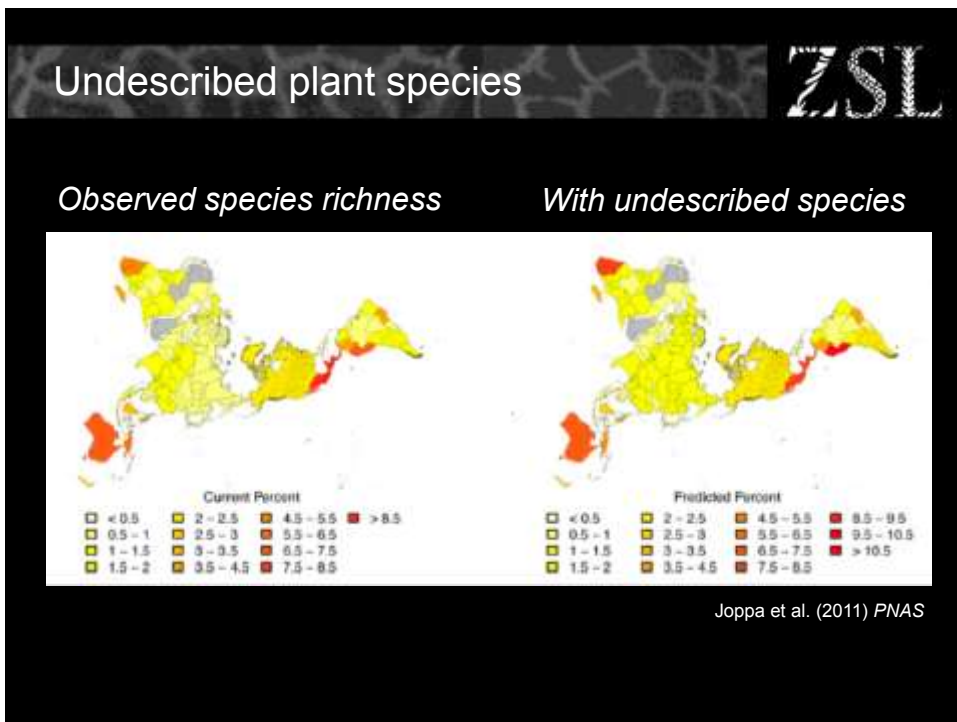 Undescribed plant species
ZSL
Observed species richness
With undescribed species
Current Percent
< 0.5 2 – 2.5 4.5 – 5.5 > 8.5
0.5 – 1 2.5 – 3 5.5 – 6.5
1 – 1.5 3 – 3.5 6.5 – 7.5
1.5 – 2 3.5 – 4.5 7.5 – 8.5
Predicted Percent
< 0.5 2 – 2.5 4.5 – 5.5 8.5 – 9.5
0.5 – 1 2.5 – 3 5.5 – 6.5 9.5 – 10.5
1 – 1.5 3 – 3.5 6.5 – 7.5 > 10.5
1.5 – 2 3.5 – 4.5 7.5 – 8.5
Joppa et al. (2011) PNAS